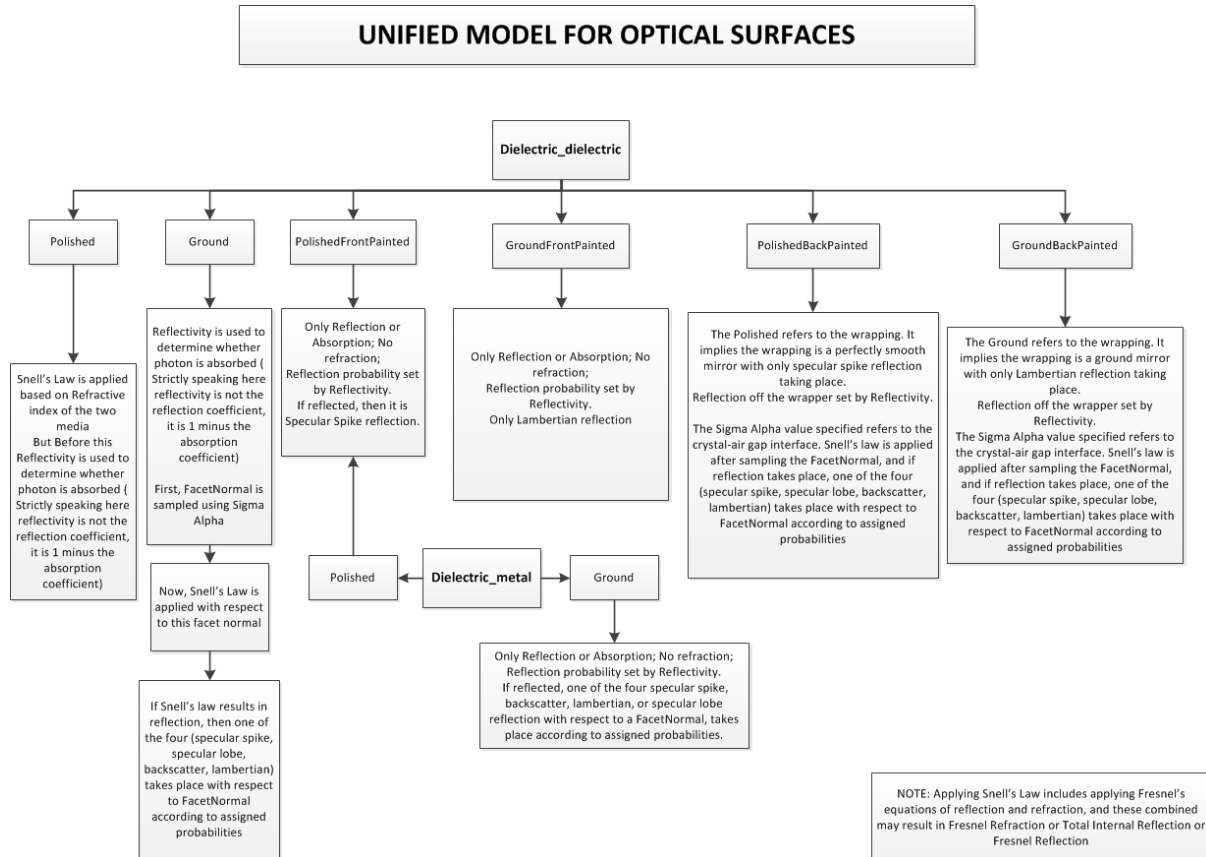 UNIFIED MODEL FOR OPTICAL SURFACES
Dielectric_dielectric
Polished
Ground
PolishedFrontPainted
GroundFrontPainted
PolishedBackPainted
GroundBackPainted
Snell's Law is applied
based on Refractive
index of the two
media
But Before this
Reflectivity is used to
determine whether
photon is absorbed (
Strictly speaking here
reflectivity is not the
reflection coefficient,
it is 1 minus the
absorption
coefficient)
Reflectivity is used to
determine whether
photon is absorbed (
Strictly speaking here
reflectivity is not the
reflection coefficient,
it is 1 minus the
absorption
coefficient)
First, FacetNormal is
sampled using Sigma
Alpha
Now, Snell's Law is
applied with respect
to this facet normal
If Snell's law results in
reflection, then one of
the four (specular spike,
specular lobe,
backscatter, lambertian)
takes place with respect
to FacetNormal
according to assigned
probabilities
Only Reflection or
Absorption; No
refraction;
Reflection probability set
by Reflectivity.
If reflected, then it is
Specular Spike reflection.
Only Reflection or Absorption; No
refraction;
Reflection probability set by
Reflectivity.
Only Lambertian reflection
The Polished refers to the wrapping. It
implies the wrapping is a perfectly smooth
mirror with only specular spike reflection
taking place.
Reflection off the wrapper set by Reflectivity.
The Sigma Alpha value specified refers to the
crystal-air gap interface. Snell's law is applied
after sampling the FacetNormal, and if
reflection takes place, one of the four
(specular spike, specular lobe, backscatter,
lambertian) takes place with respect to
FacetNormal according to assigned
probabilities
The Ground refers to the wrapping. It
implies the wrapping is a ground mirror
with only Lambertian reflection taking
place.
Reflection off the wrapper set by
Reflectivity.
The Sigma Alpha value specified refers to
the crystal-air gap interface. Snell's law is
applied after sampling the FacetNormal,
and if reflection takes place, one of the
four (specular spike, specular lobe,
backscatter, lambertian) takes place with
respect to FacetNormal according to
assigned probabilities
Polished
Dielectric_metal
Ground
Only Reflection or Absorption; No refraction;
Reflection probability set by Reflectivity.
If reflected, one of the four specular spike,
backscatter, lambertian, or specular lobe
reflection with respect to a FacetNormal, takes
place according to assigned probabilities.
NOTE: Applying Snell's Law includes applying Fresnel's
equations of reflection and refraction, and these combined
may result in Fresnel Refraction or Total Internal Reflection or
Fresnel Reflection